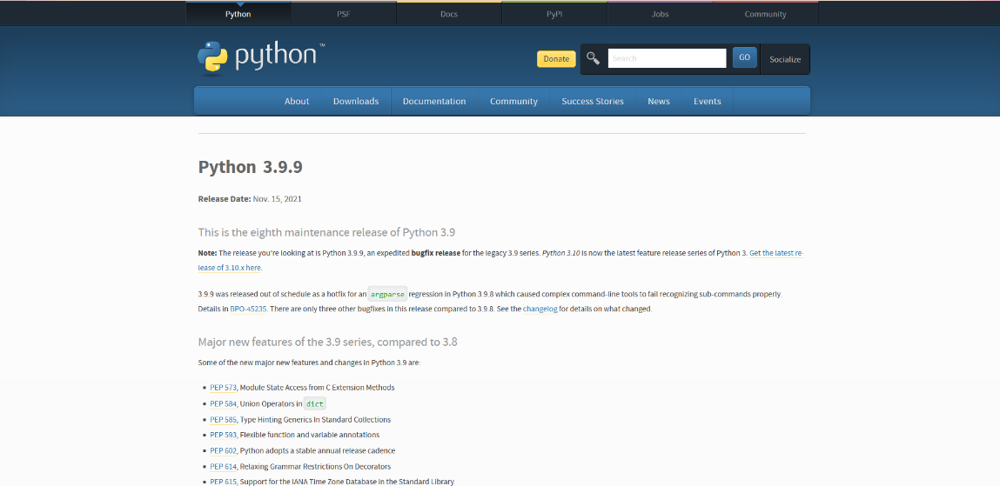 Python PSF Docs PyPI Jobs Community
python™
Donate Search GO Socialize
About Downloads Documentation Community Success Stories News Events
Python 3.9.9
Release Date: Nov. 15, 2021
This is the eighth maintenance release of Python 3.9
Note: The release you're looking at is Python 3.9.9, an expedited bugfix release for the legacy 3.9 series. Python 3.10 is now the latest feature release series of Python 3. Get the latest re-
lease of 3.10.x here.
3.9.9 was released out of schedule as a hotfix for an argparse regression in Python 3.9.8 which caused complex command-line tools to fail recognizing sub-commands properly.
Details in BPO-45235. There are only three other bugfixes in this release compared to 3.9.8. See the changelog for details on what changed.
Major new features of the 3.9 series, compared to 3.8
Some of the new major new features and changes in Python 3.9 are:
PEP 573, Module State Access from C Extension Methods
PEP 584, Union Operators in dict
PEP 585, Type Hinting Generics In Standard Collections
PEP 593, Flexible function and variable annotations
PEP 602, Python adopts a stable annual release cadence
PEP 614, Relaxing Grammar Restrictions On Decorators
PEP 615, Support for the IANA Time Zone Database in the Standard Library